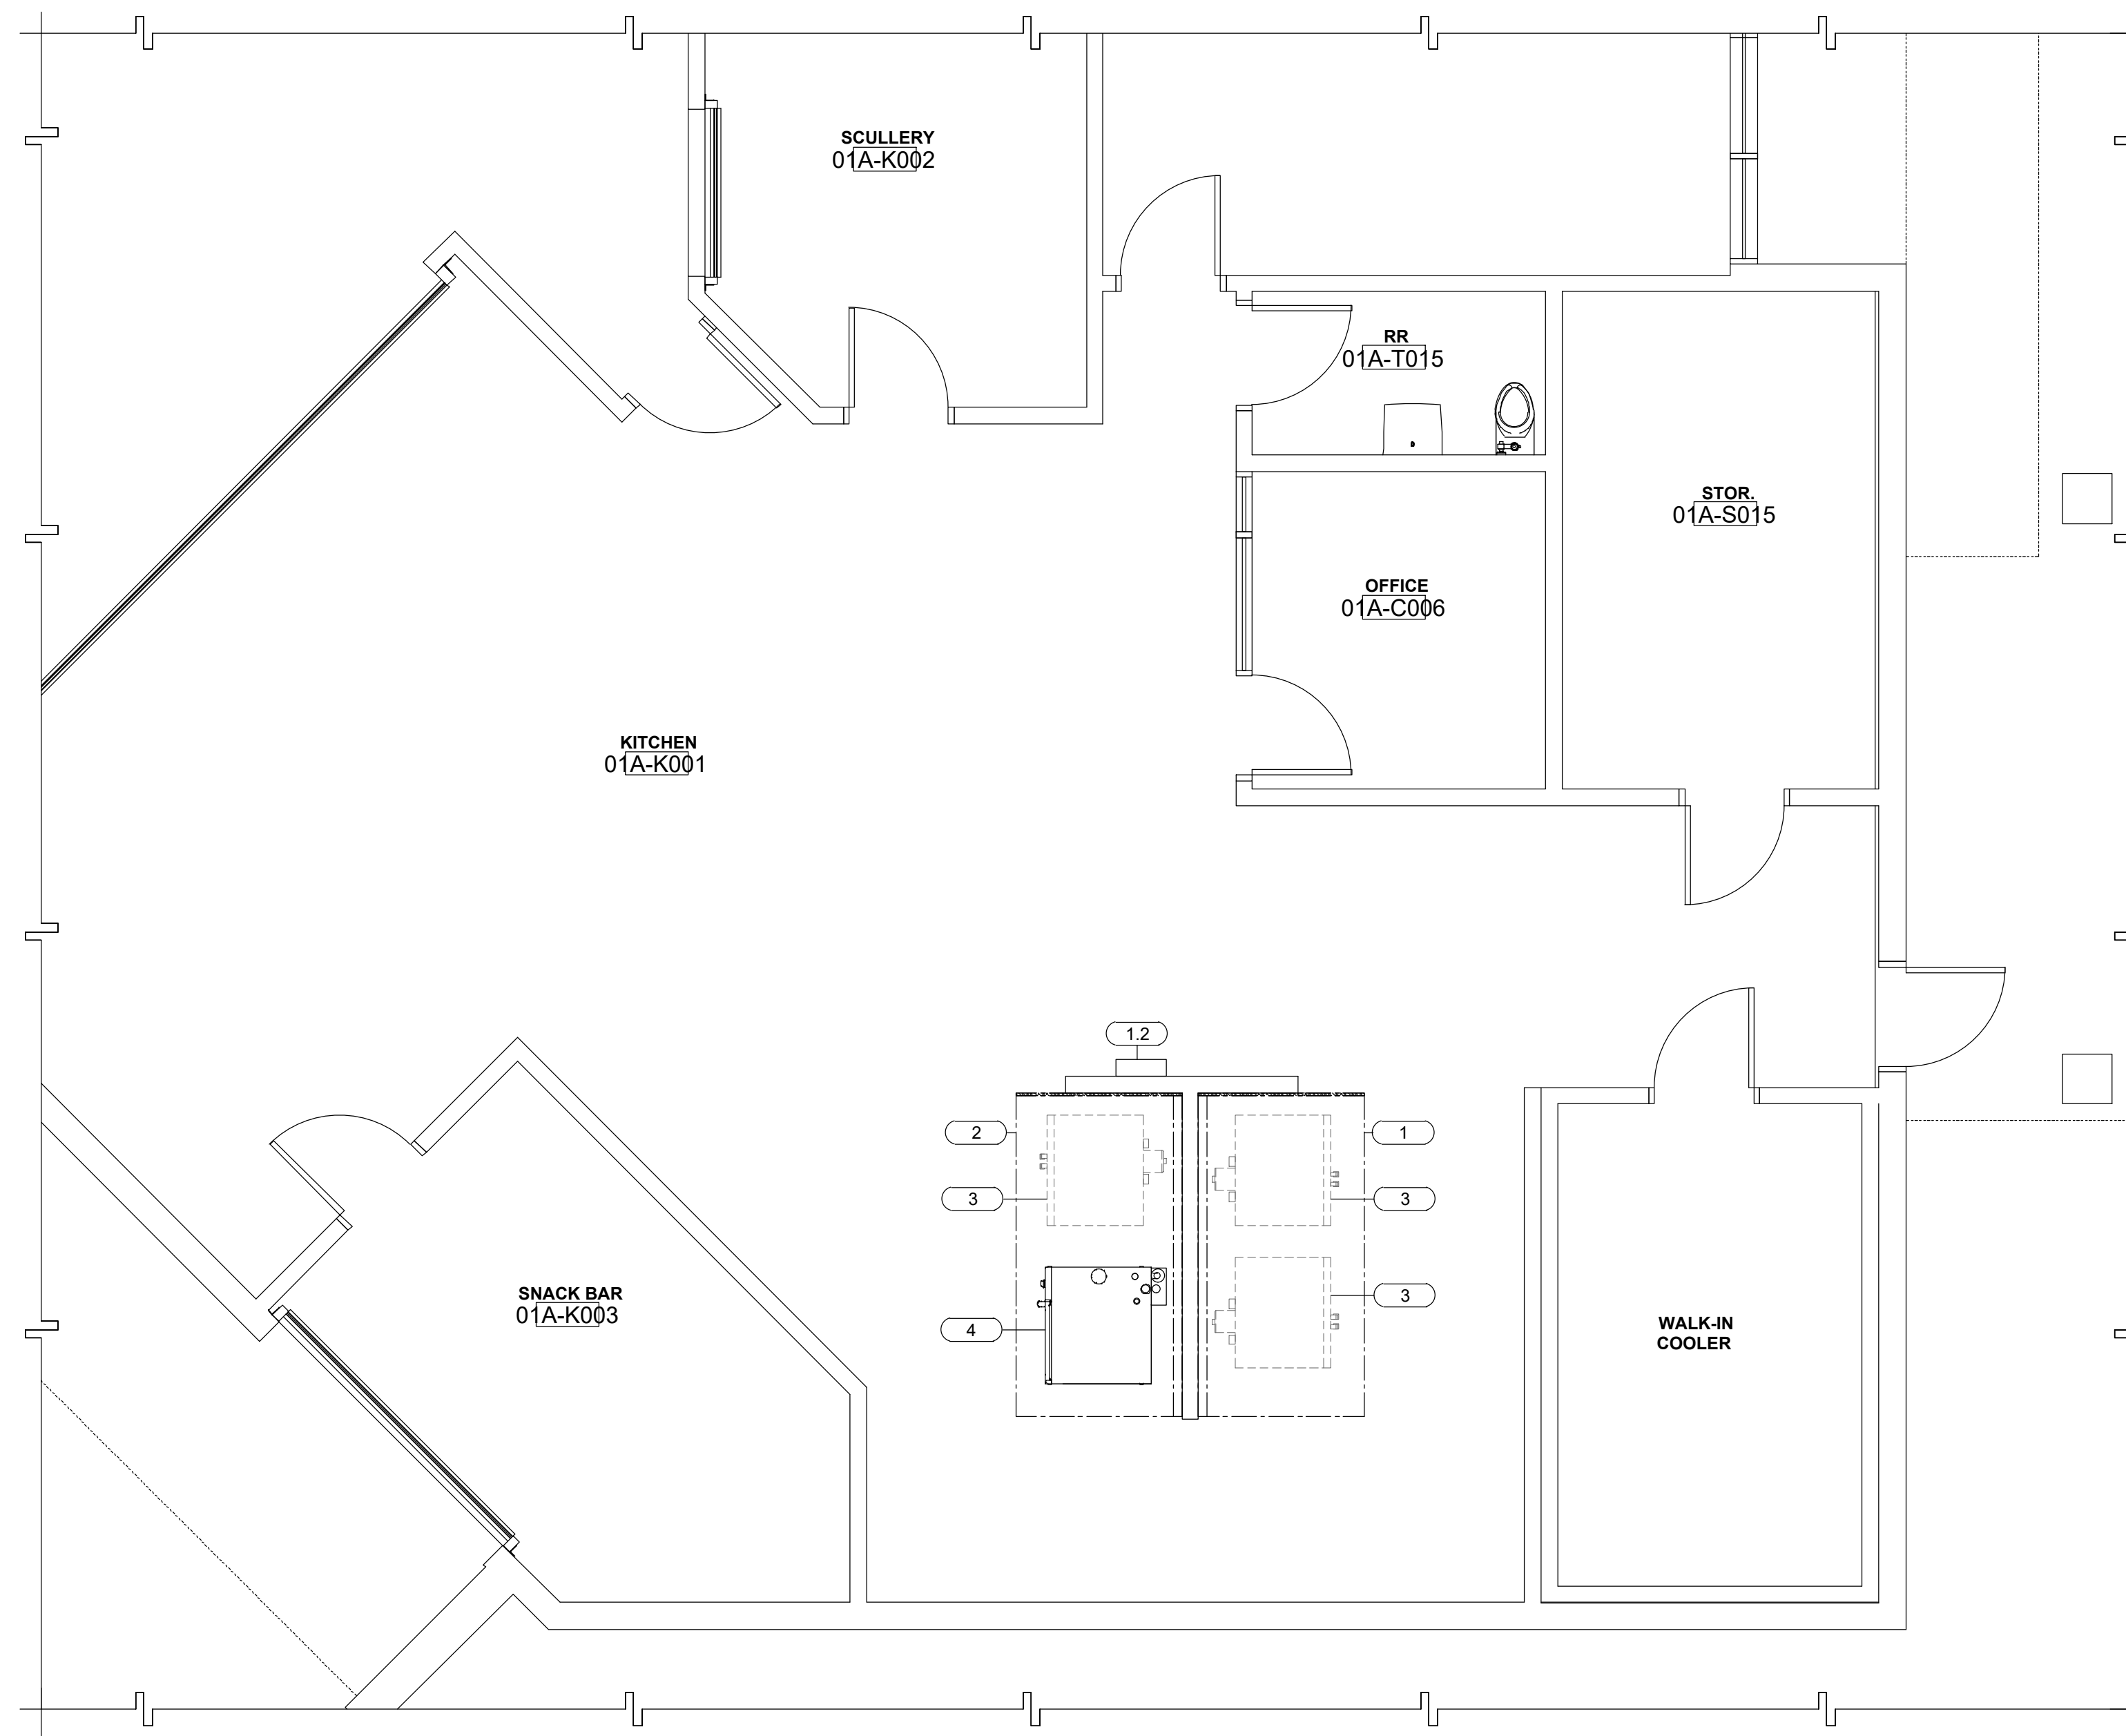 SCULLERY
01A-K002
RR
01A-T015
STOR.
01A-S015
OFFICE
01A-C006
KITCHEN
01A-K001
1.2
2
1
3
3
SNACK BAR
01A-K003
3
4
WALK-IN
COOLER